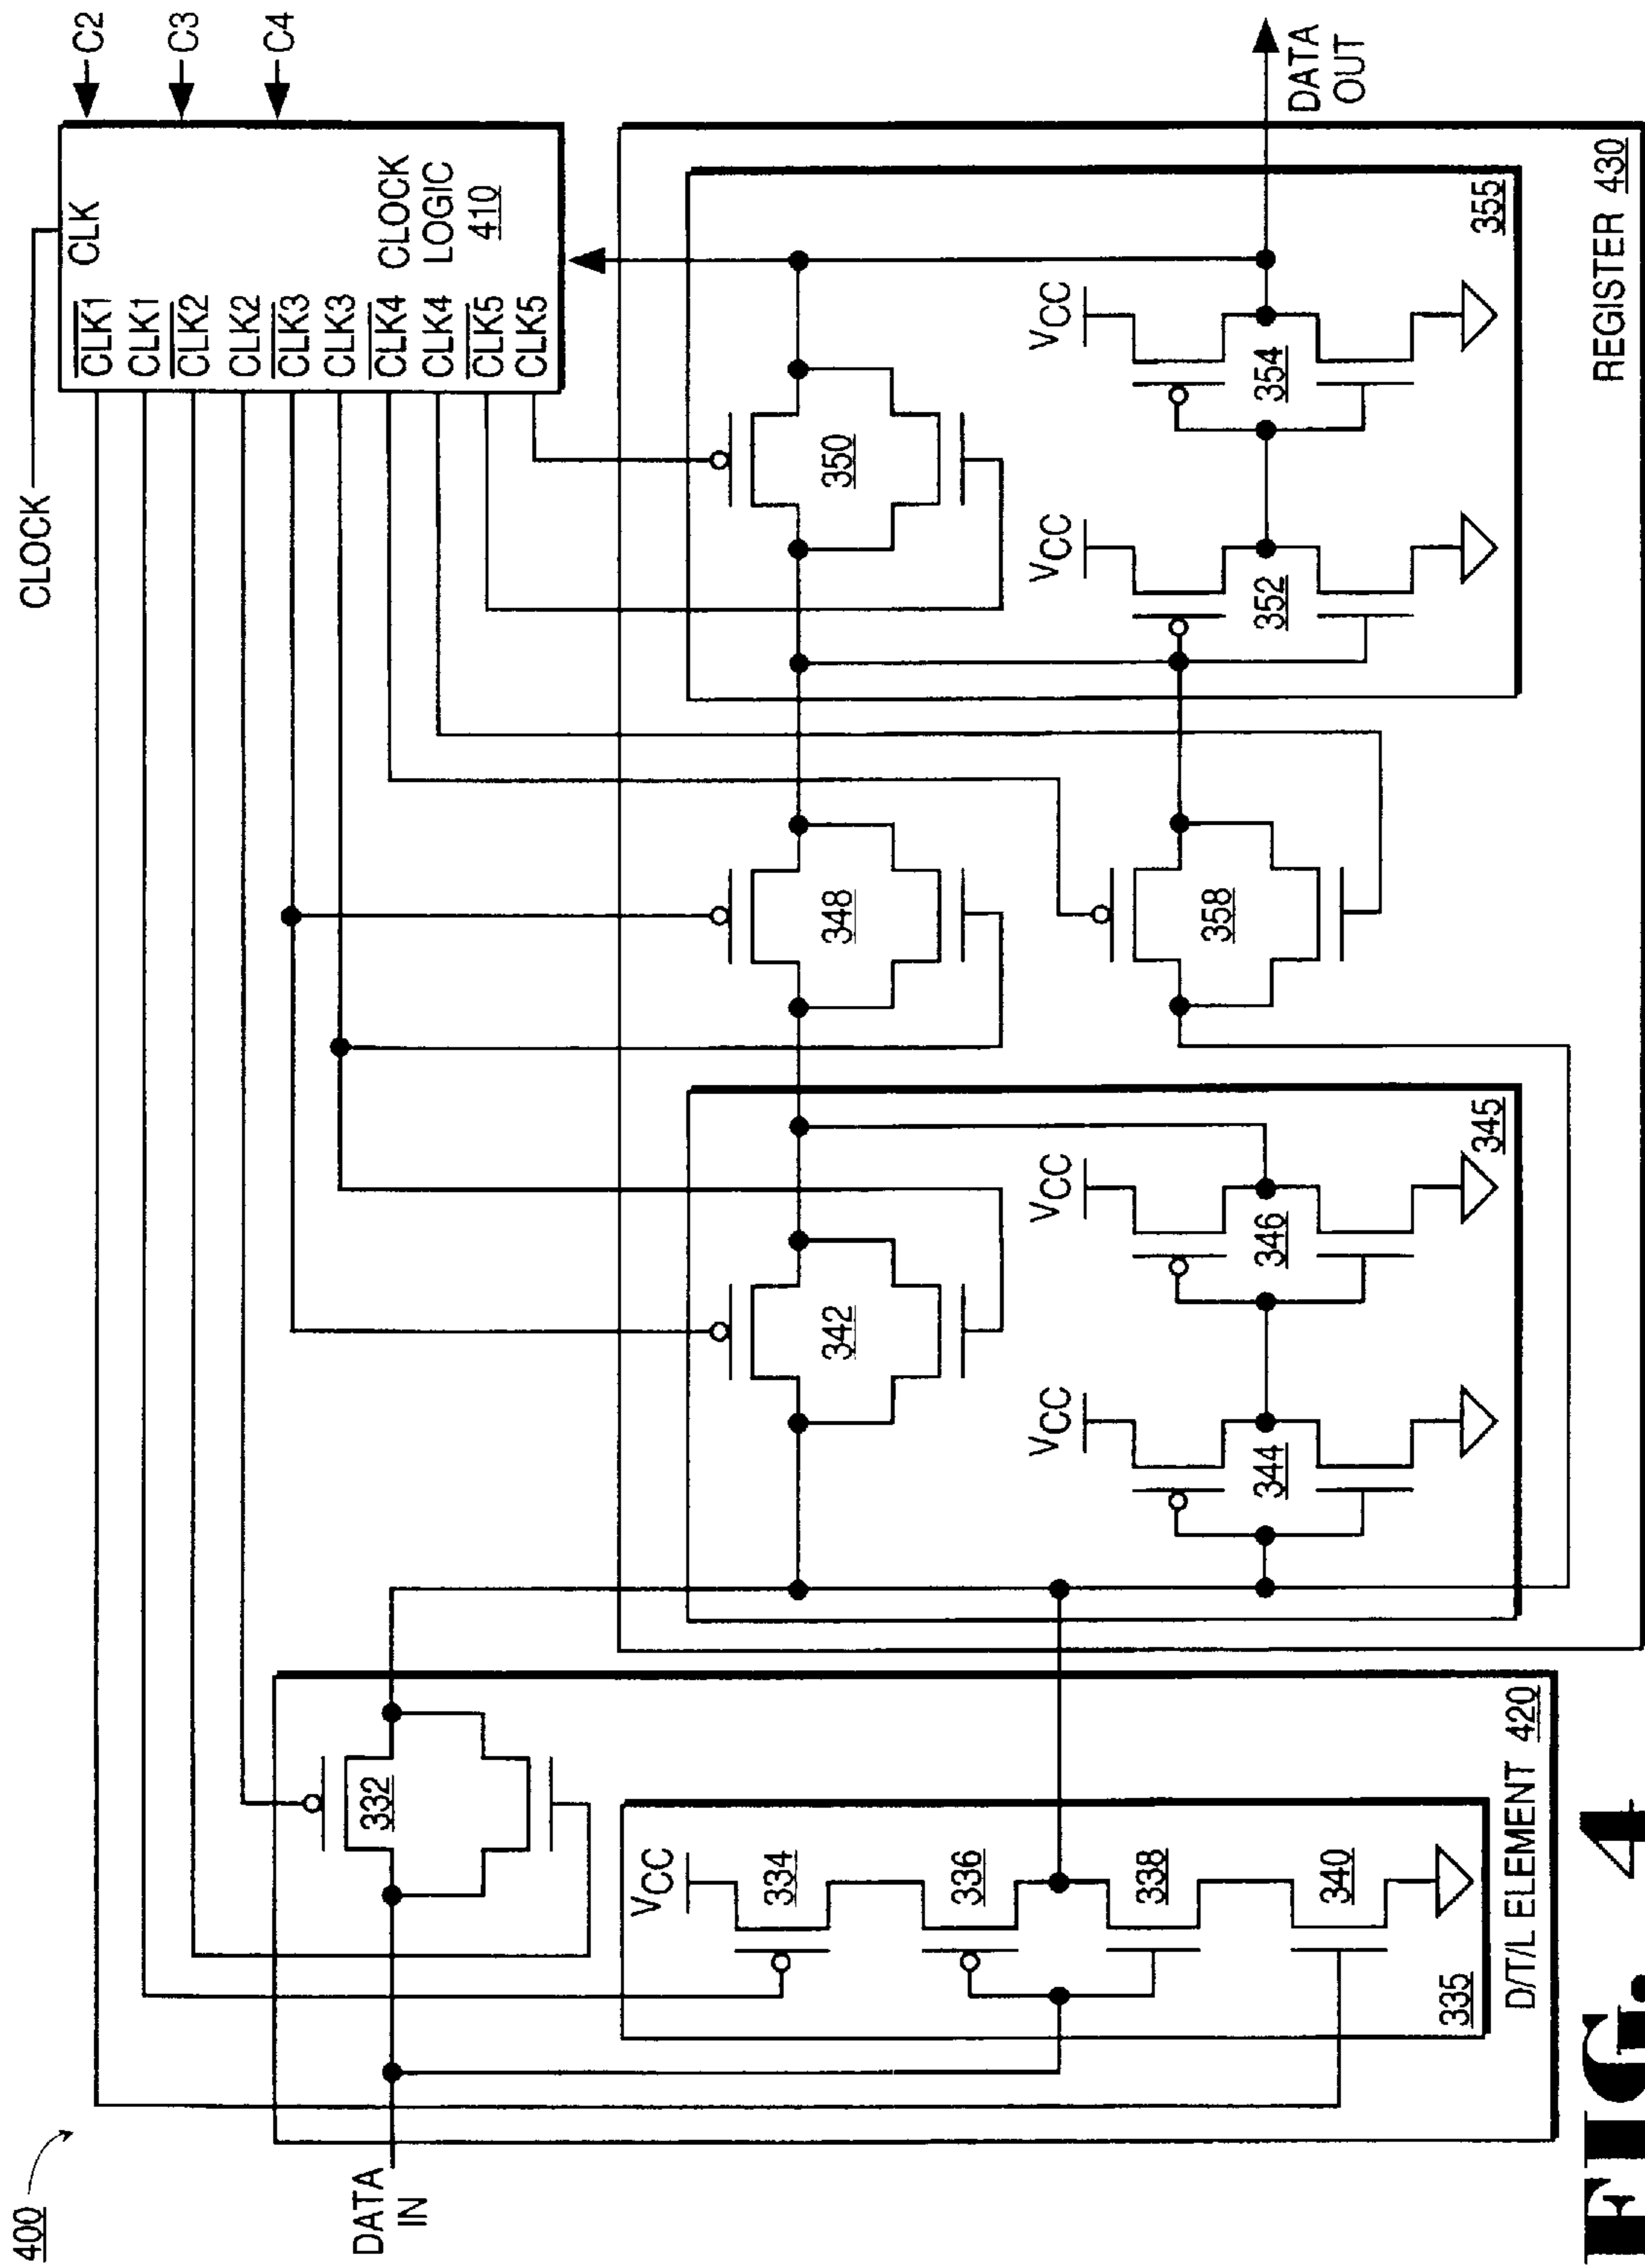 400
CLOCK
CLK
CLK1
CLK1
CLK2
CLK2
CLK3
CLK3
CLK4
CLK4
CLK5
CLK5
CLOCK
LOGIC
410
C2
C3
C4
DATA
IN
332
VCC
334
336
338
340
335
D/T/L ELEMENT 420
342
VCC
344
VCC
346
345
348
358
350
VCC
352
VCC
354
355
REGISTER 430
DATA
OUT
FIG. 4